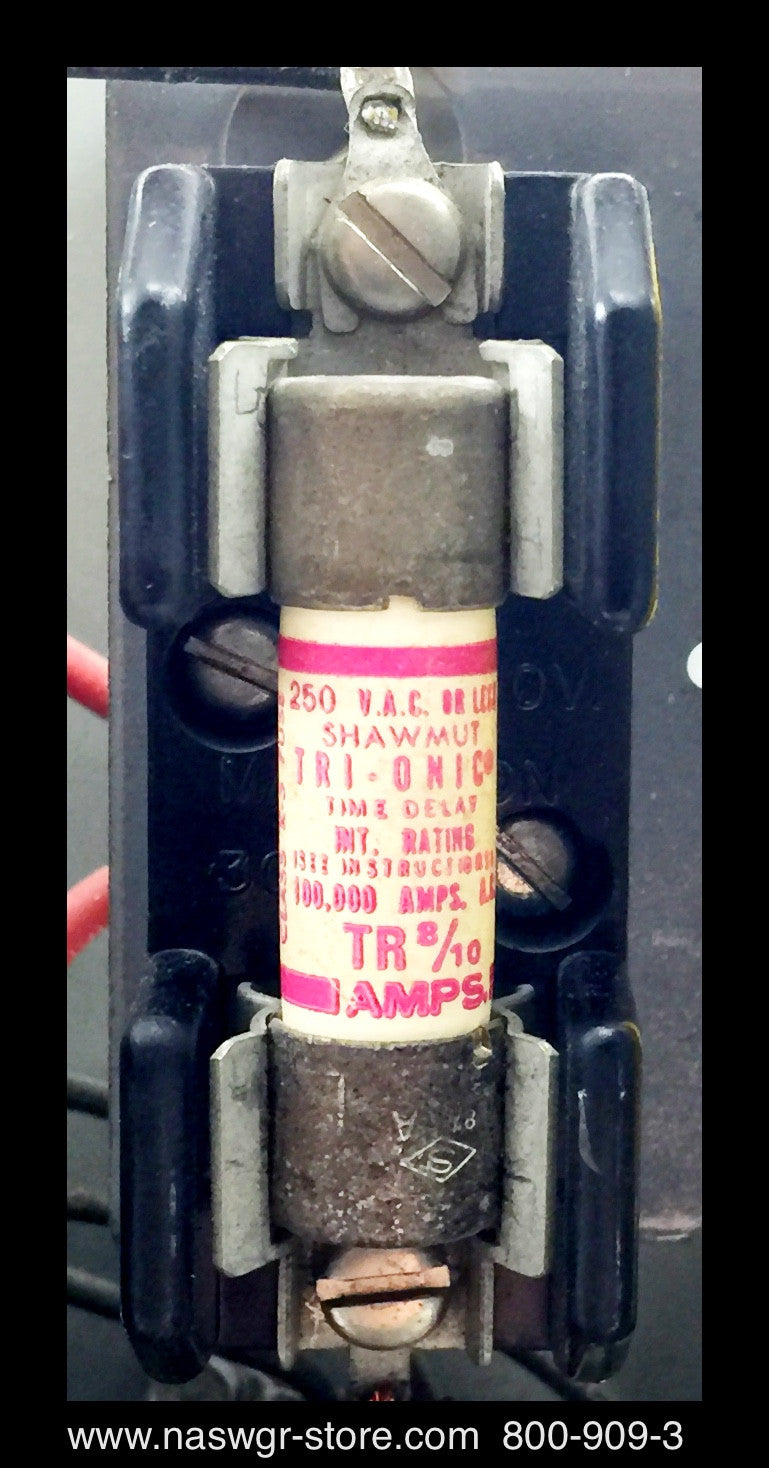 250 V.A.C. OR LESS
SHAWMUT
TRI-ONIC®
TIME DELAY
INT. RATING
(SEE INSTRUCTIONS
100,000 AMPS. A.
TR 8/10
AMPS.
S
www.naswgr-store.com 800-909-3